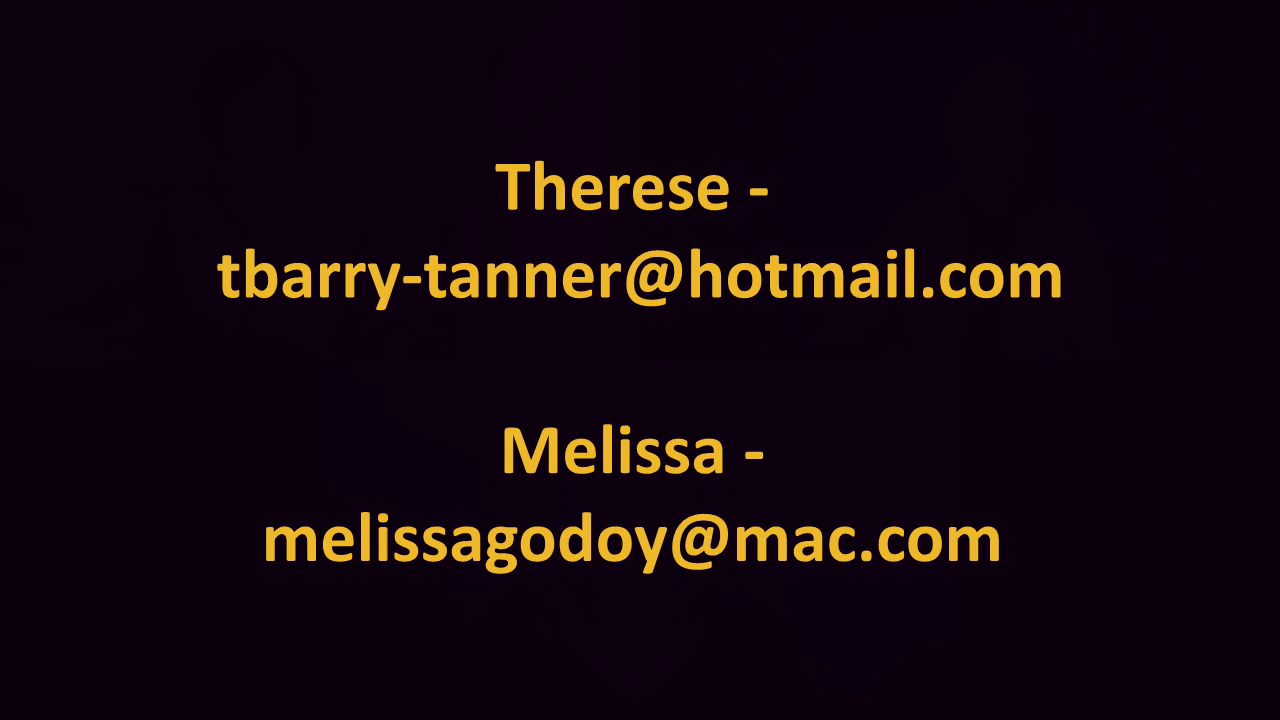 Therese -
tbarry-tanner@hotmail.com
Melissa -
melissagodoy@mac.com